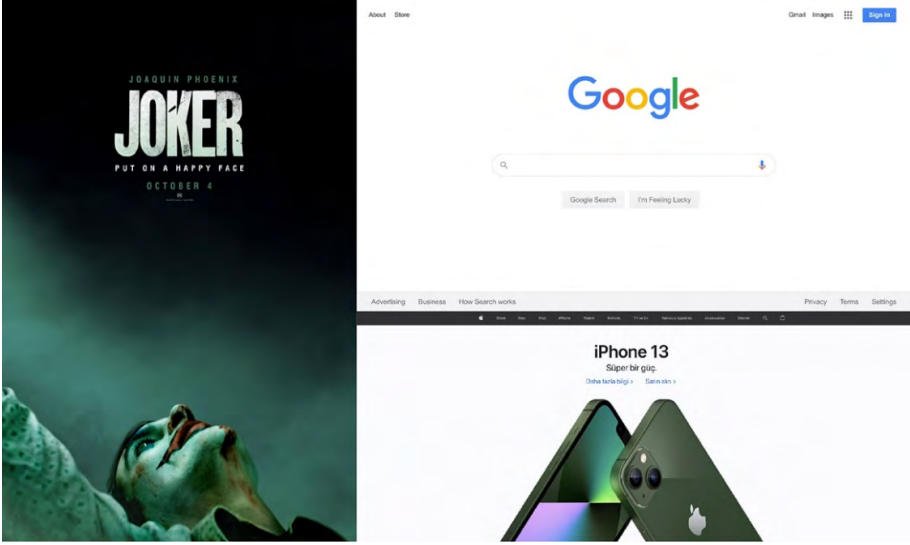 JOAQUIN PHOENIX
JOKER
PUT ON A HAPPY FACE
OCTOBER 4
About Store
Gmail Images Sign in
Google
Google Search I'm Feeling Lucky
Advertising Business How Search works
Privacy Terms Settings
iPhone 13
Süper bir güç.
Daha fazla bilgi > Satın alın >